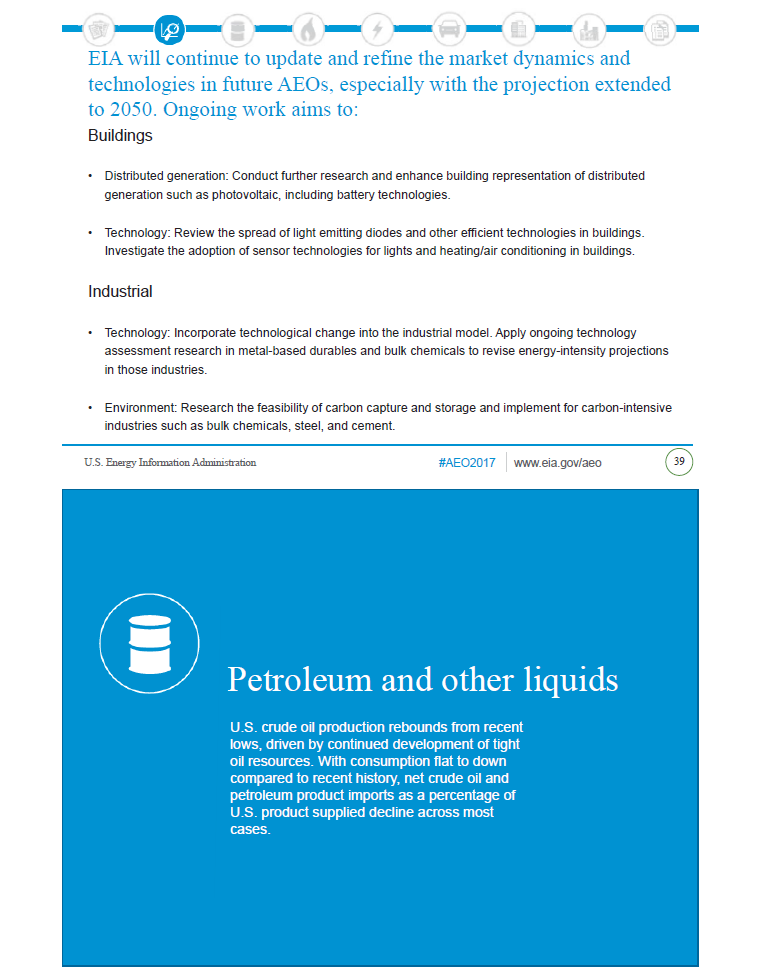 EIA will continue to update and refine the market dynamics and
technologies in future AEOs, especially with the projection extended
to 2050. Ongoing work aims to:
Buildings
• Distributed generation: Conduct further research and enhance building representation of distributed
generation such as photovoltaic, including battery technologies.
• Technology: Review the spread of light emitting diodes and other efficient technologies in buildings.
Investigate the adoption of sensor technologies for lights and heating/air conditioning in buildings.
Industrial
• Technology: Incorporate technological change into the industrial model. Apply ongoing technology
assessment research in metal-based durables and bulk chemicals to revise energy-intensity projections
in those industries.
• Environment: Research the feasibility of carbon capture and storage and implement for carbon-intensive
industries such as bulk chemicals, steel, and cement.
U.S. Energy Information Administration #AEO2017 www.eia.gov/aeo 39
Petroleum and other liquids
U.S. crude oil production rebounds from recent
lows, driven by continued development of tight
oil resources. With consumption flat to down
compared to recent history, net crude oil and
petroleum product imports as a percentage of
U.S. product supplied decline across most
cases.